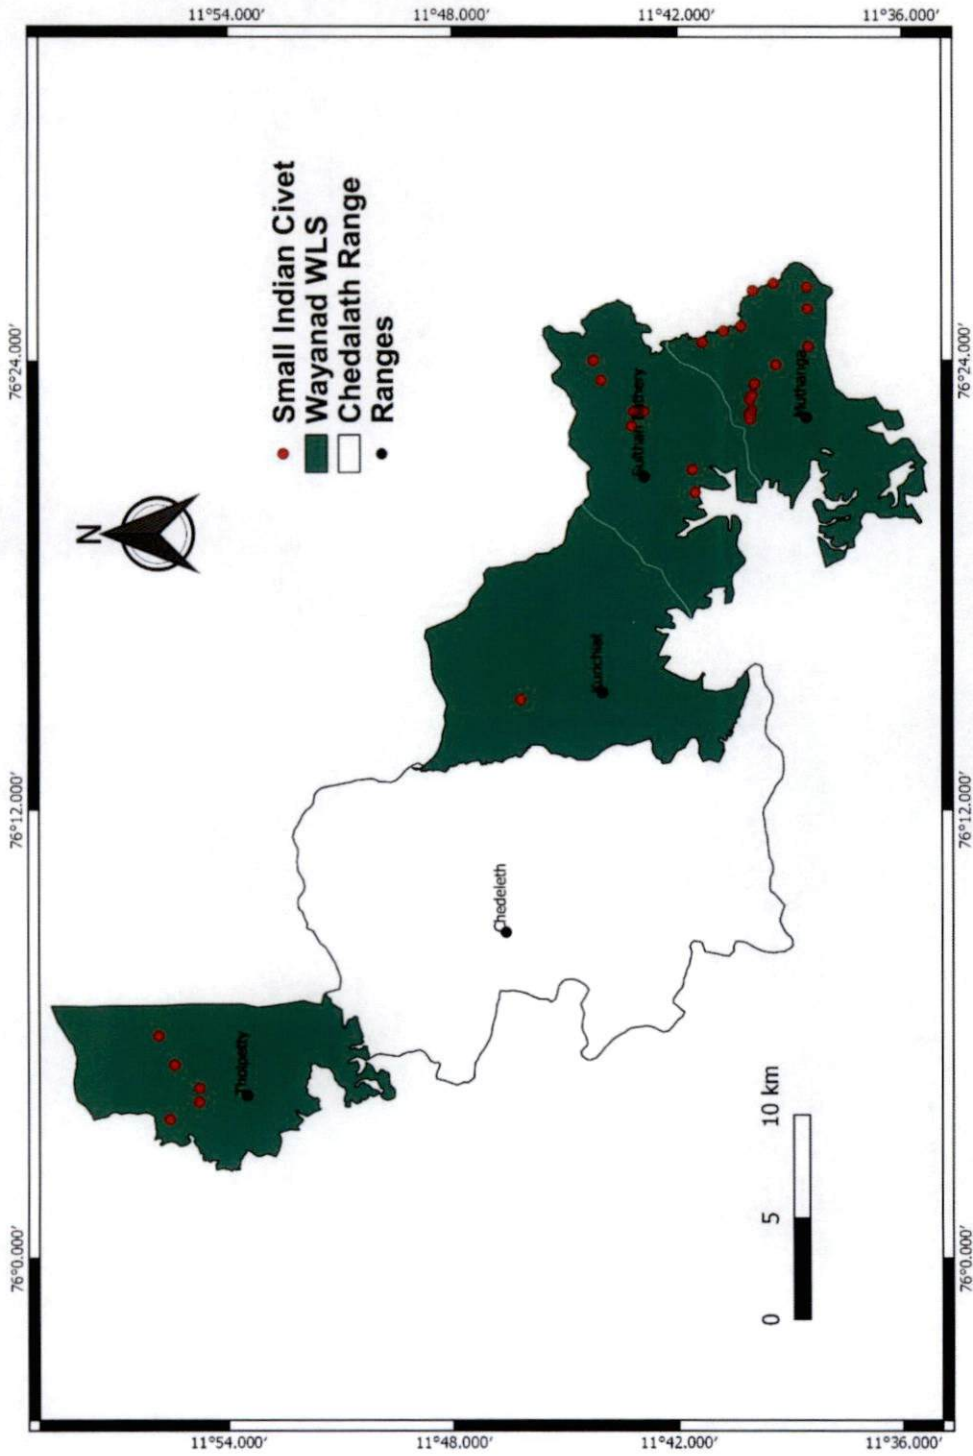 76°0.000'
76°12.000'
76°24.000'
11°54.000'
11°54.000'
N
Tholpetty
Small Indian Civet
Wayanad WLS
Chedalath Range
Ranges
11°48.000'
11°48.000'
Chedeleth
Kurichiat
Sulthan Bathery
11°42.000'
11°42.000'
0
5
10 km
Muthanga
11°36.000'
11°36.000'
76°0.000'
76°12.000'
76°24.000'